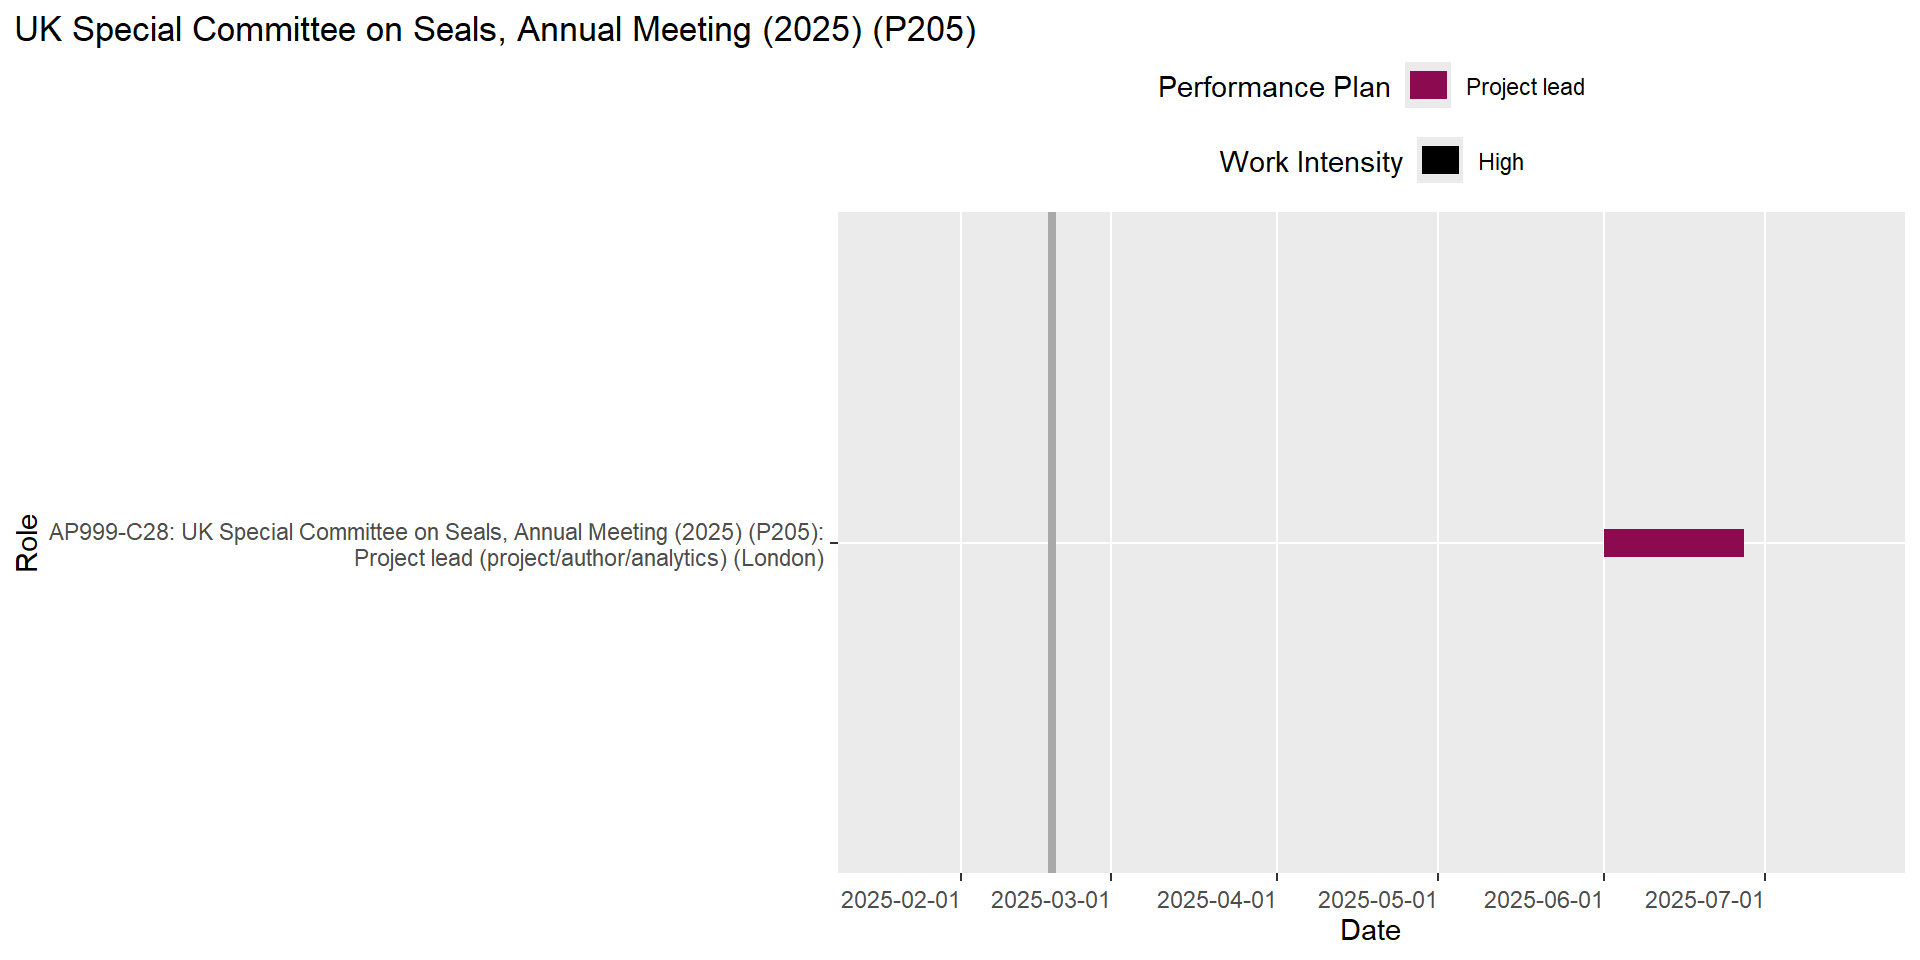 UK Special Committee on Seals, Annual Meeting (2025) (P205)
Performance Plan Project lead
Work Intensity High
Role
AP999-C28: UK Special Committee on Seals, Annual Meeting (2025) (P205):
Project lead (project/author/analytics) (London)
2025-02-01 2025-03-01 2025-04-01 2025-05-01 2025-06-01 2025-07-01
Date